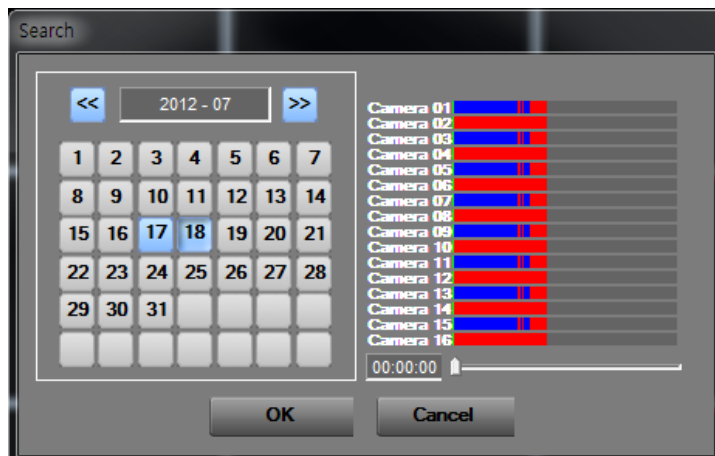 Search
<< 2012 - 07 >>
1 2 3 4 5 6 7
8 9 10 11 12 13 14
15 16 17 18 19 20 21
22 23 24 25 26 27 28
29 30 31
Camera 01
Camera 02
Camera 03
Camera 04
Camera 05
Camera 06
Camera 07
Camera 08
Camera 09
Camera 10
Camera 11
Camera 12
Camera 13
Camera 14
Camera 15
Camera 16
00:00:00
OK Cancel